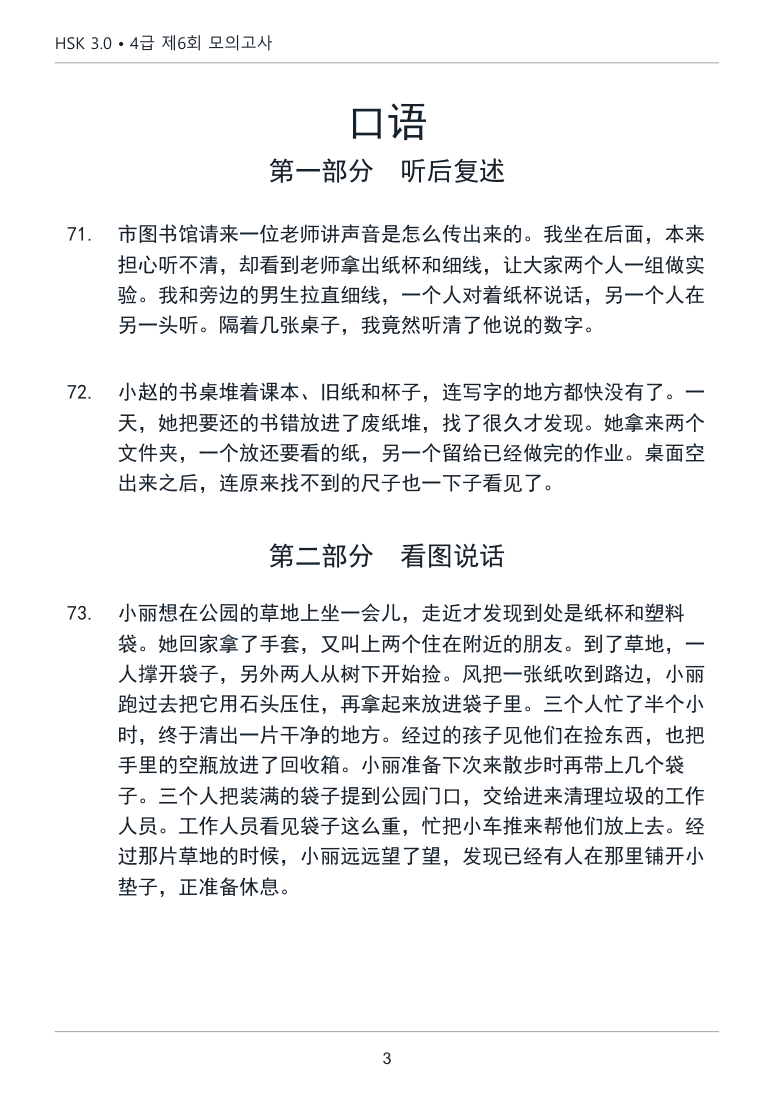 HSK 3.0 • 4급 제6회 모의고사
口语
第一部分　听后复述
71. 市图书馆请来一位老师讲声音是怎么传出来的。我坐在后面，本来
担心听不清，却看到老师拿出纸杯和细线，让大家两个人一组做实
验。我和旁边的男生拉直细线，一个人对着纸杯说话，另一个人在
另一头听。隔着几张桌子，我竟然听清了他说的数字。
72. 小赵的书桌堆着课本、旧纸和杯子，连写字的地方都快没有了。一
天，她把要还的书错放进了废纸堆，找了很久才发现。她拿来两个
文件夹，一个放还要看的纸，另一个留给已经做完的作业。桌面空
出来之后，连原来找不到的尺子也一下子看见了。
第二部分　看图说话
73. 小丽想在公园的草地上坐一会儿，走近才发现到处是纸杯和塑料
袋。她回家拿了手套，又叫上两个住在附近的朋友。到了草地，一
人撑开袋子，另外两人从树下开始捡。风把一张纸吹到路边，小丽
跑过去把它用石头压住，再拿起来放进袋子里。三个人忙了半个小
时，终于清出一片干净的地方。经过的孩子见他们在捡东西，也把
手里的空瓶放进了回收箱。小丽准备下次来散步时再带上几个袋
子。三个人把装满的袋子提到公园门口，交给进来清理垃圾的工作
人员。工作人员看见袋子这么重，忙把小车推来帮他们放上去。经
过那片草地的时候，小丽远远望了望，发现已经有人在那里铺开小
垫子，正准备休息。
3